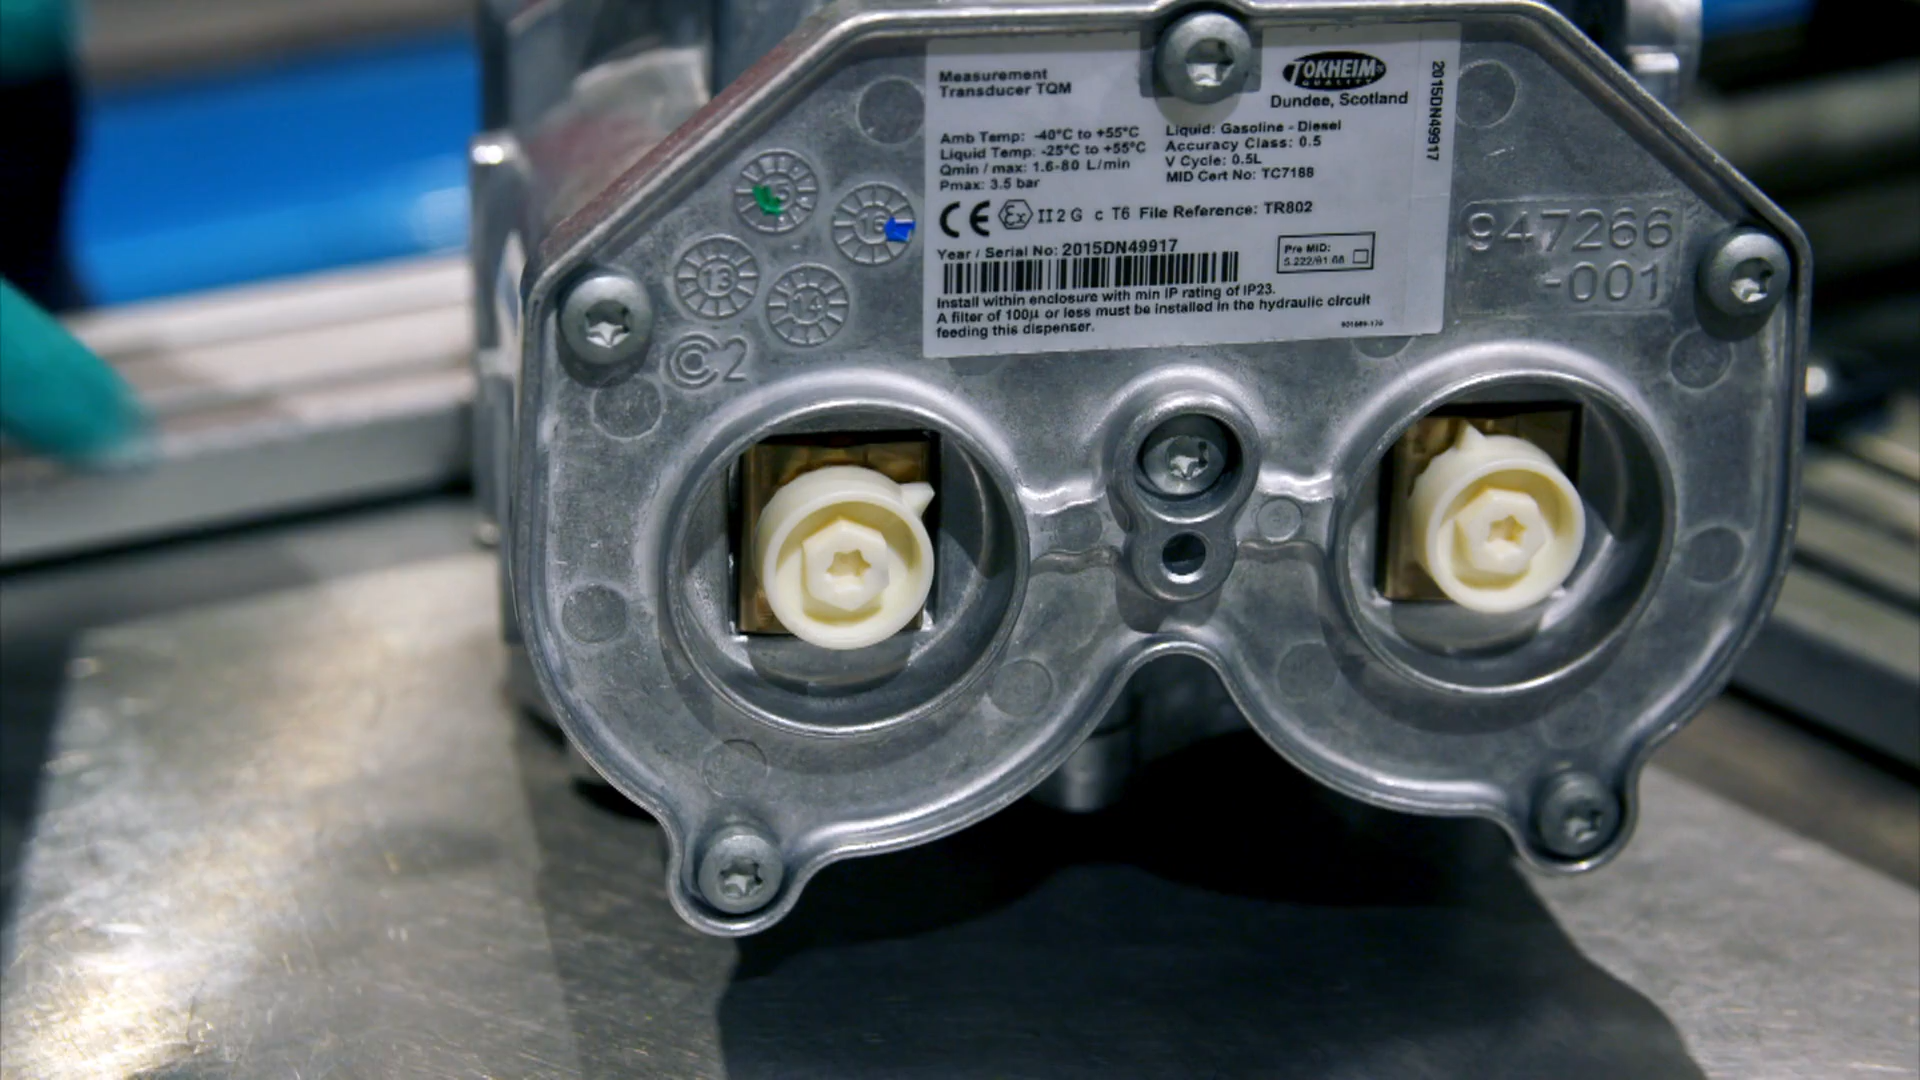 Measurement
Transducer TQM
TOKHEIM
QUALITY
Dundee, Scotland
2015DN49917
Amb Temp: -40°C to +55°C
Liquid Temp: -25°C to +55°C
Qmin / max: 1.6-80 L/min
Pmax: 3.5 bar
Liquid: Gasoline - Diesel
Accuracy Class: 0.5
V Cycle: 0.5L
MID Cert No: TC7188
CE Ex II 2 G c T6 File Reference: TR802
Year / Serial No: 2015DN49917
Pre MID:
Install within enclosure with min IP rating of IP23.
A filter of 100µ or less must be installed in the hydraulic circuit
feeding this dispenser.
947266
-001
15
16
13
14
C2